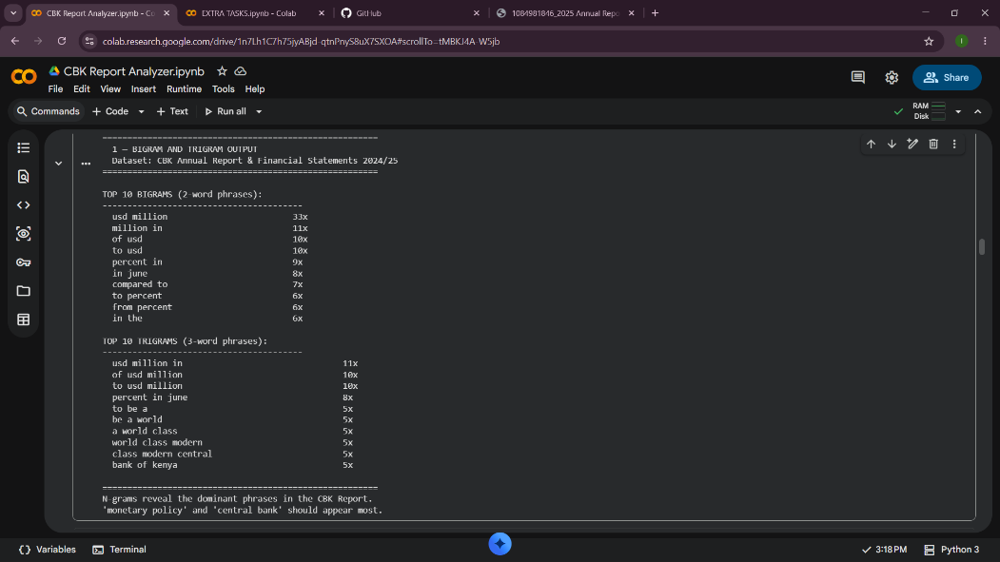 CBK Report Analyzer.ipynb - Co
EXTRA TASKS.ipynb - Colab
GitHub
1084981846_2025 Annual Repo
colab.research.google.com/drive/1n7Lh1C7h75jyABjd-qtnPnyS8uX7SXOA#scrollTo=tMBKJ4A-W5jb
I
CBK Report Analyzer.ipynb
File Edit View Insert Runtime Tools Help
Share
Commands + Code + Text Run all
RAM
Disk
======================================================
1 — BIGRAM AND TRIGRAM OUTPUT
Dataset: CBK Annual Report & Financial Statements 2024/25
======================================================
TOP 10 BIGRAMS (2-word phrases):
----------------------------------------
usd million 33x
million in 11x
of usd 10x
to usd 10x
percent in 9x
in june 8x
compared to 7x
to percent 6x
from percent 6x
in the 6x
TOP 10 TRIGRAMS (3-word phrases):
----------------------------------------
usd million in 11x
of usd million 10x
to usd million 10x
percent in june 8x
to be a 5x
be a world 5x
a world class 5x
world class modern 5x
class modern central 5x
bank of kenya 5x
======================================================
N-grams reveal the dominant phrases in the CBK Report.
'monetary policy' and 'central bank' should appear most.
Variables
Terminal
3:18 PM
Python 3